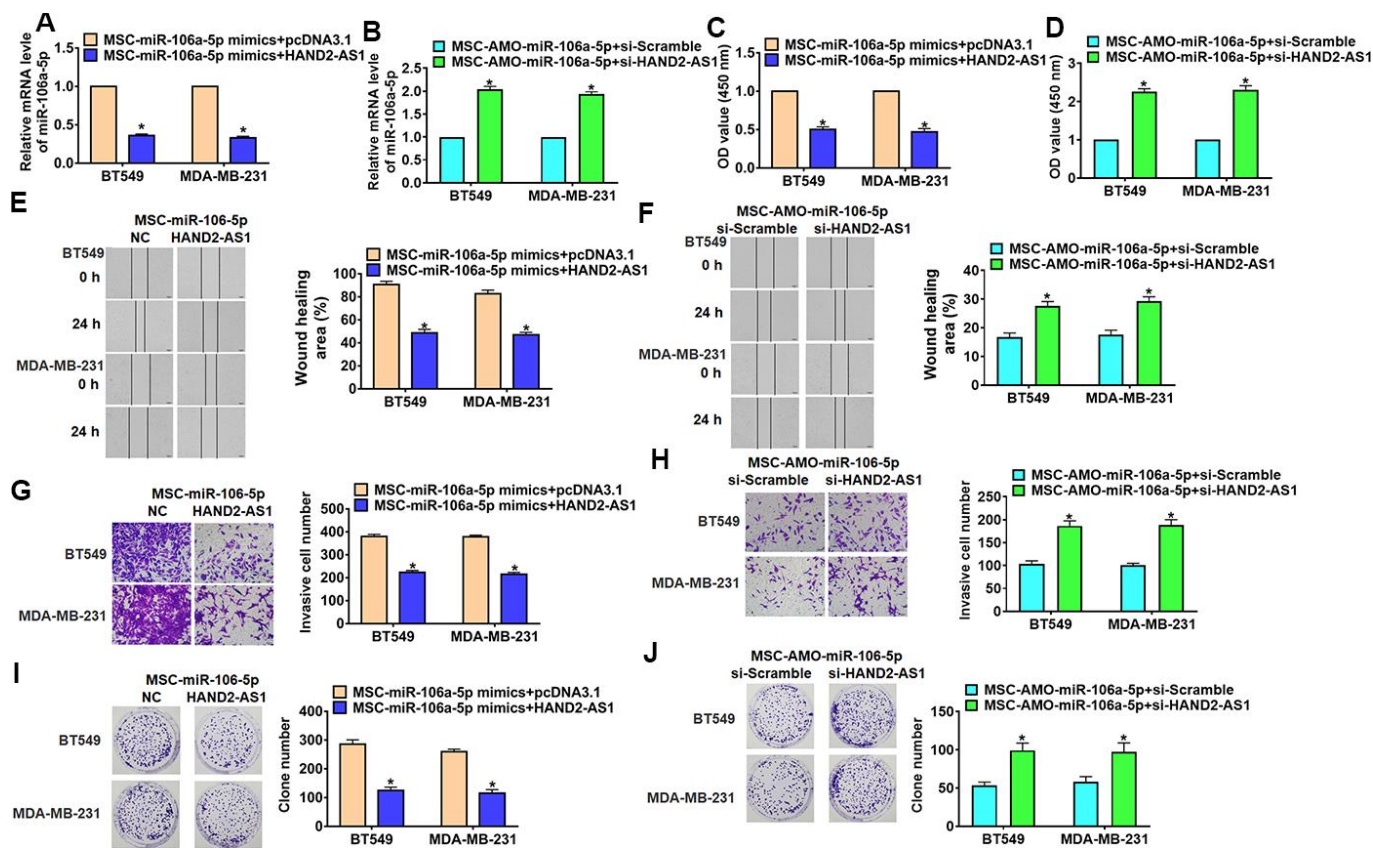 A
MSC-miR-106a-5p mimics+pcDNA3.1
MSC-miR-106a-5p mimics+HAND2-AS1
Relative mRNA level
of miR-106a-5p
1.5
1.0
0.5
0.0
*
*
BT549
MDA-MB-231
B
MSC-AMO-miR-106a-5p+si-Scramble
MSC-AMO-miR-106a-5p+si-HAND2-AS1
Relative mRNA level
of miR-106a-5p
2.5
2.0
1.5
1.0
0.5
0.0
*
*
BT549
MDA-MB-231
C
MSC-miR-106a-5p mimics+pcDNA3.1
MSC-miR-106a-5p mimics+HAND2-AS1
OD value (450 nm)
1.5
1.0
0.5
0.0
*
*
BT549
MDA-MB-231
D
MSC-AMO-miR-106a-5p+si-Scramble
MSC-AMO-miR-106a-5p+si-HAND2-AS1
OD value (450 nm)
3
2
1
0
*
*
BT549
MDA-MB-231
E
MSC-miR-106-5p
NC HAND2-AS1
BT549
0 h
24 h
MDA-MB-231
0 h
24 h
MSC-miR-106a-5p mimics+pcDNA3.1
MSC-miR-106a-5p mimics+HAND2-AS1
Wound healing
area (%)
100
80
60
40
20
0
*
*
BT549
MDA-MB-231
F
MSC-AMO-miR-106-5p
si-Scramble si-HAND2-AS1
BT549
0 h
24 h
MDA-MB-231
0 h
24 h
MSC-AMO-miR-106a-5p+si-Scramble
MSC-AMO-miR-106a-5p+si-HAND2-AS1
Wound healing
area (%)
40
30
20
10
0
*
*
BT549
MDA-MB-231
G
MSC-miR-106-5p
NC HAND2-AS1
BT549
MDA-MB-231
MSC-miR-106a-5p mimics+pcDNA3.1
MSC-miR-106a-5p mimics+HAND2-AS1
Invasive cell number
500
400
300
200
100
0
*
*
BT549
MDA-MB-231
H
MSC-AMO-miR-106-5p
si-Scramble si-HAND2-AS1
BT549
MDA-MB-231
MSC-AMO-miR-106a-5p+si-Scramble
MSC-AMO-miR-106a-5p+si-HAND2-AS1
Invasive cell number
250
200
150
100
50
0
*
*
BT549
MDA-MB-231
I
MSC-miR-106-5p
NC HAND2-AS1
BT549
MDA-MB-231
MSC-miR-106a-5p mimics+pcDNA3.1
MSC-miR-106a-5p mimics+HAND2-AS1
Clone number
400
300
200
100
0
*
*
BT549
MDA-MB-231
J
MSC-AMO-miR-106-5p
si-Scramble si-HAND2-AS1
BT549
MDA-MB-231
MSC-AMO-miR-106a-5p+si-Scramble
MSC-AMO-miR-106a-5p+si-HAND2-AS1
Clone number
150
100
50
0
*
*
BT549
MDA-MB-231